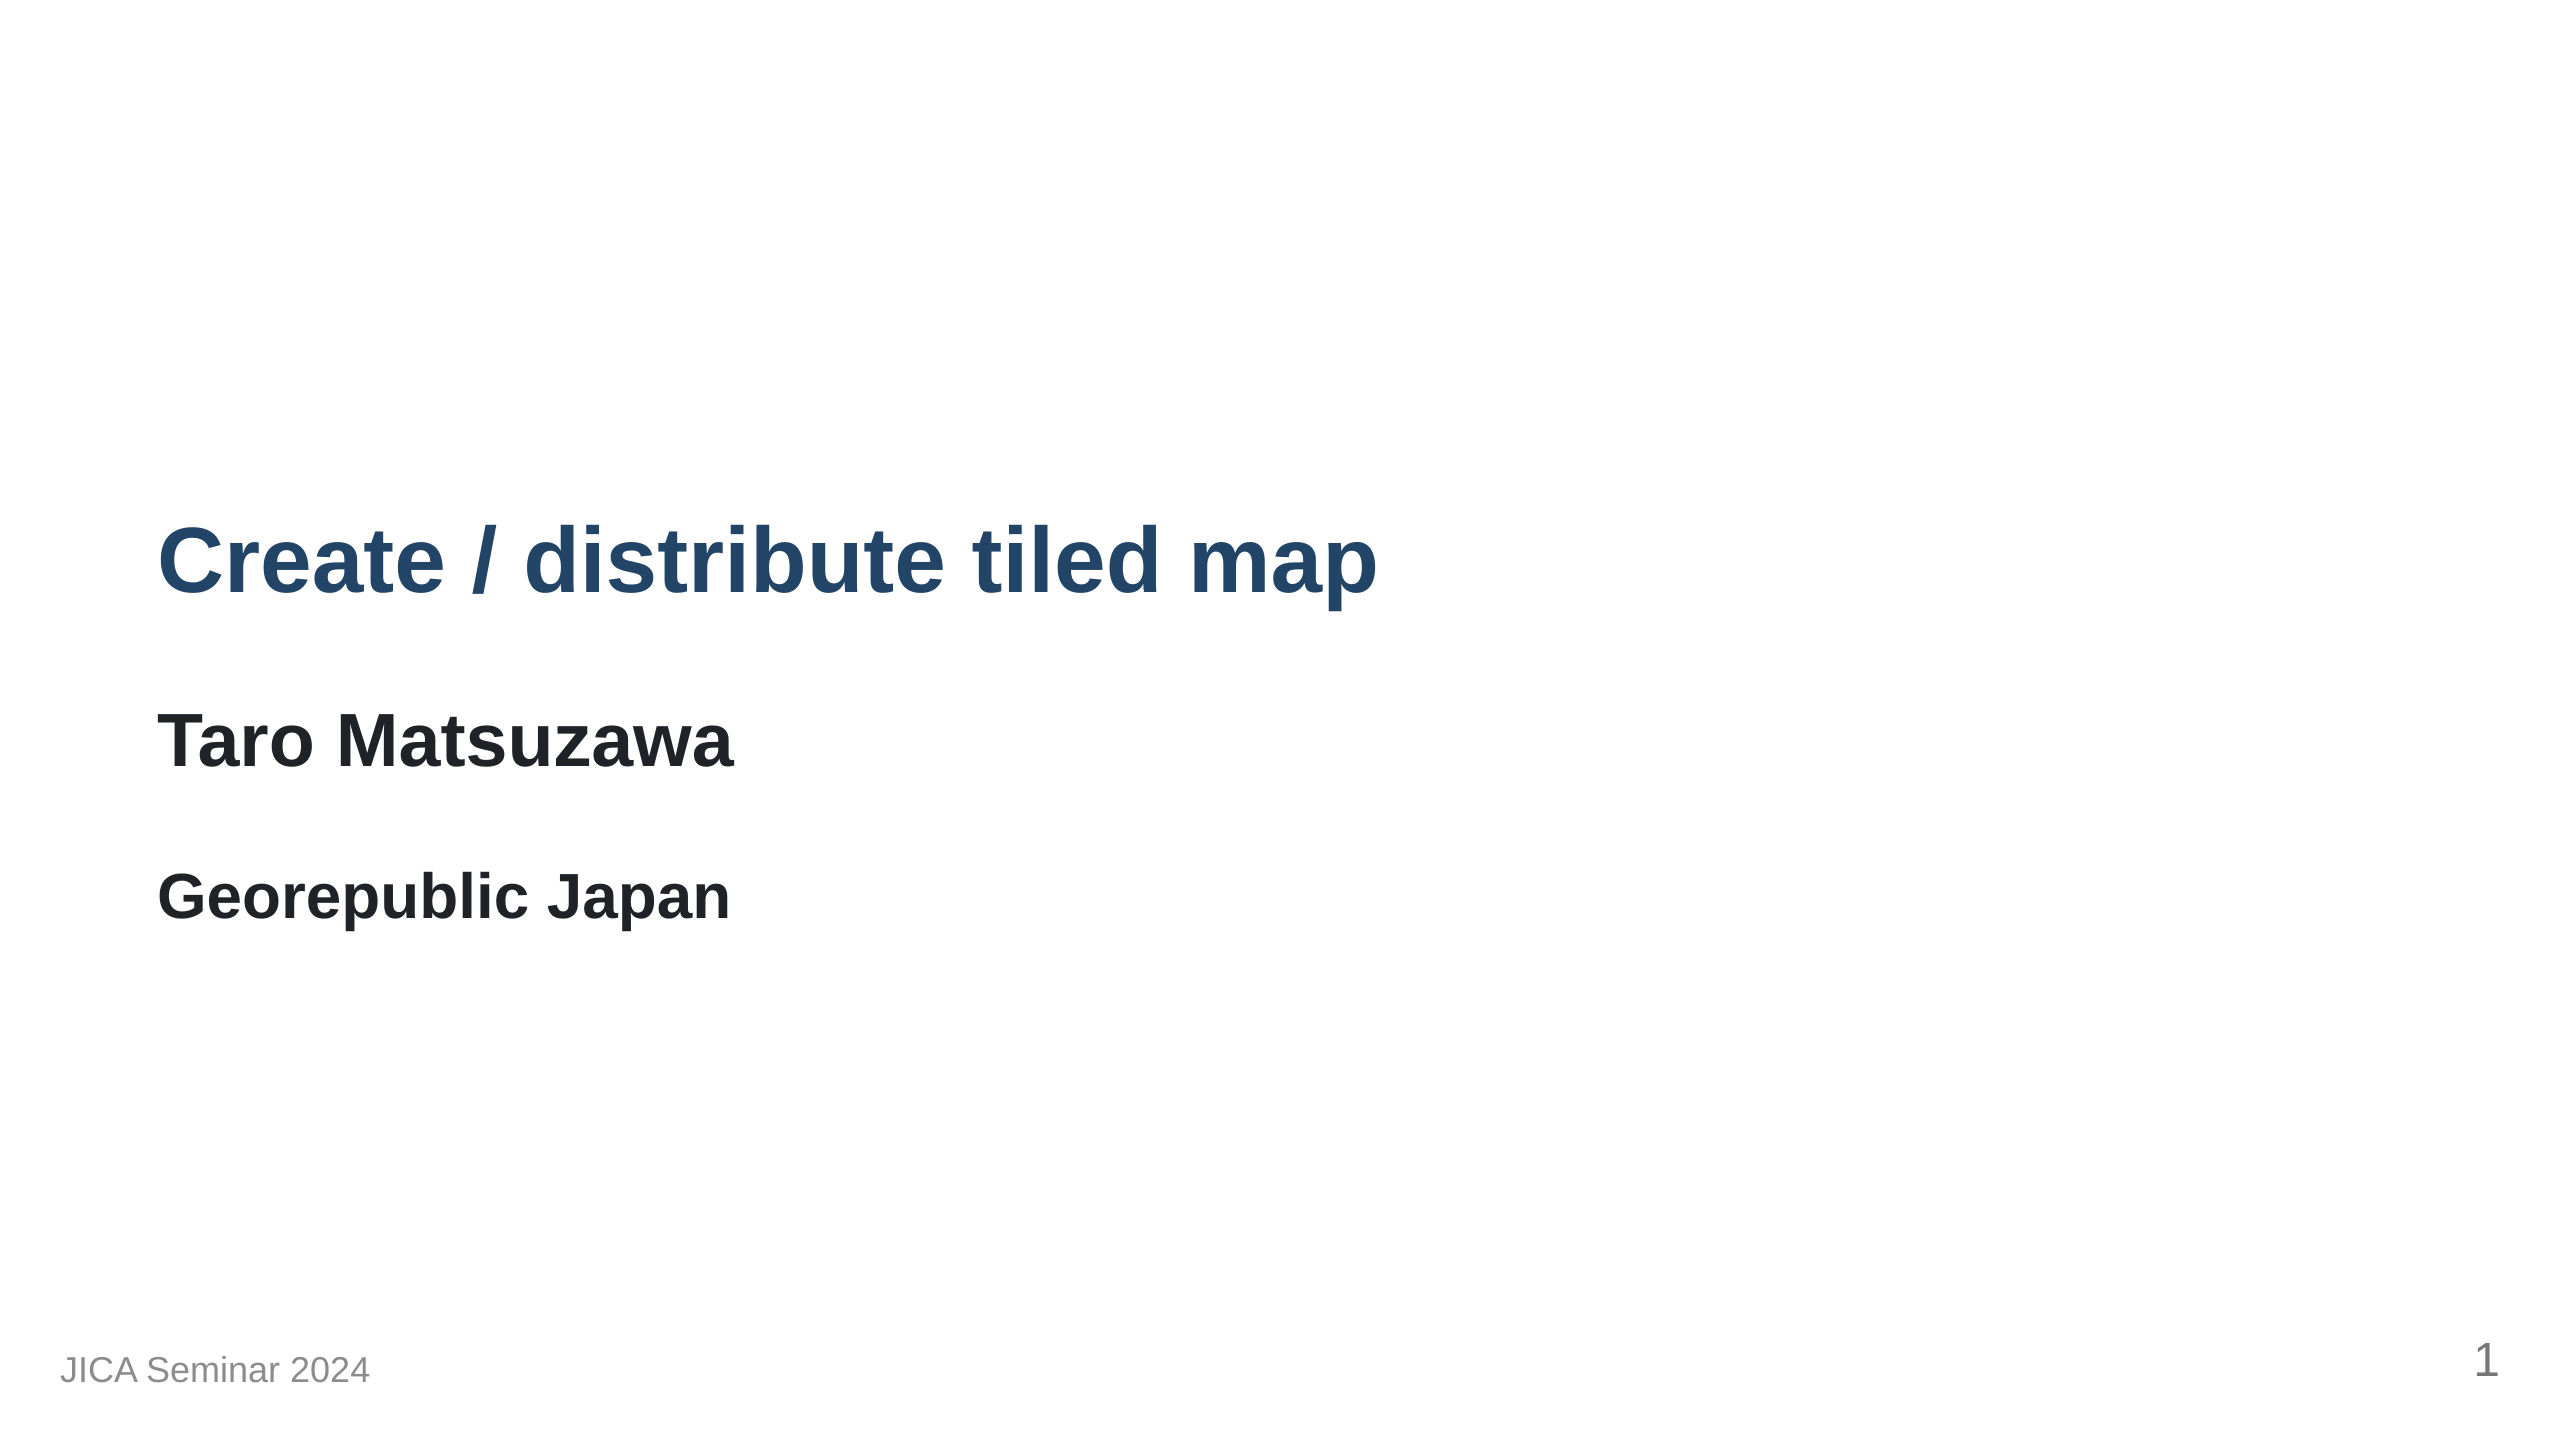 Create / distribute tiled map
Taro Matsuzawa
Georepublic Japan
JICA Seminar 2024
1